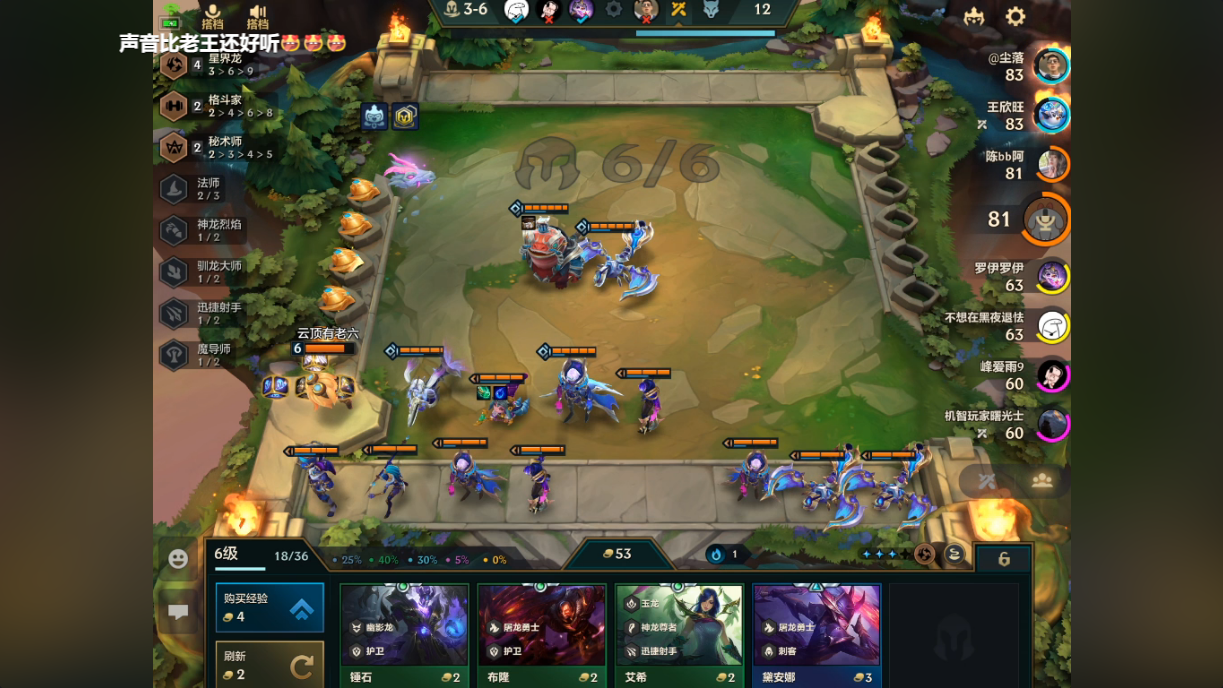 搭档
搭档
3-6
12
声音比老王还好听
4
星界龙
3 > 6 > 9
2
格斗家
2 > 4 > 6 > 8
2
秘术师
2 > 3 > 4 > 5
法师
2 / 3
神龙烈焰
1 / 2
驯龙大师
1 / 2
迅捷射手
1 / 2
魔导师
1 / 2
6/6
云顶有老六
6
@尘落
83
王欣旺
83
陈bb阿
81
81
罗伊罗伊
63
不想在黑夜退怯
63
峰爱雨9
60
机智玩家曙光士
60
6级
18/36
25%
40%
30%
5%
0%
53
1
6
购买经验
4
刷新
2
幽影龙
护卫
锤石
2
屠龙勇士
护卫
布隆
2
玉龙
神龙尊者
迅捷射手
艾希
2
屠龙勇士
刺客
黛安娜
3